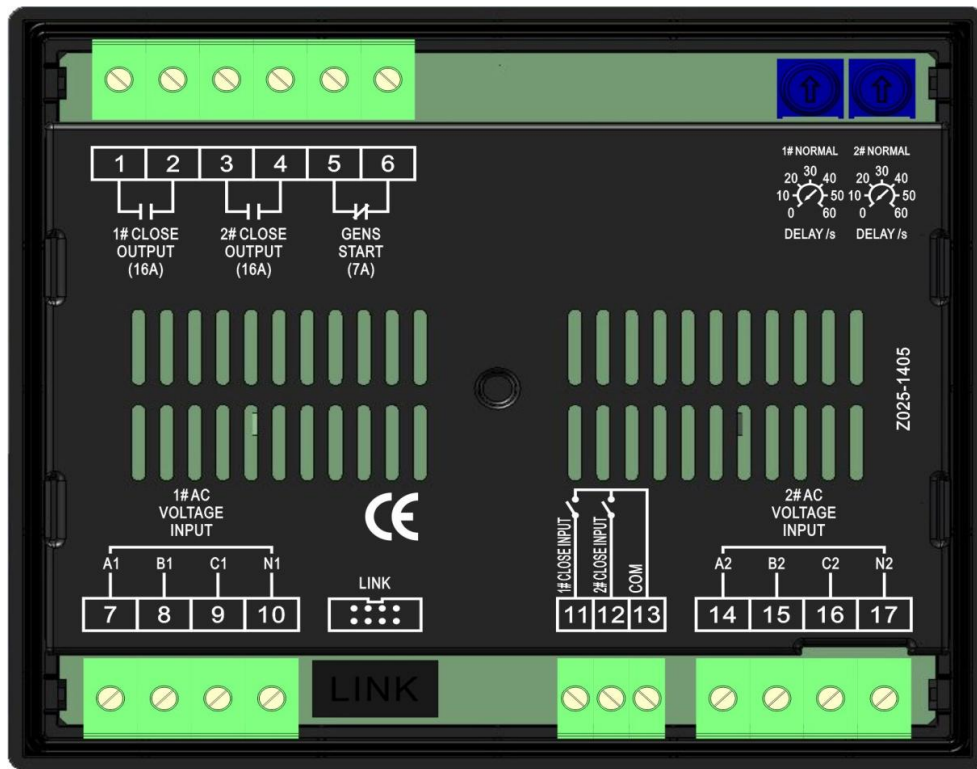 1 2 3 4 5 6
1# CLOSE OUTPUT (16A)
2# CLOSE OUTPUT (16A)
GENS START (7A)
1# NORMAL
0 10 20 30 40 50 60
DELAY /s
2# NORMAL
0 10 20 30 40 50 60
DELAY /s
Z025-1405
1# AC
VOLTAGE
INPUT
A1 B1 C1 N1
7 8 9 10
CE
LINK
1# CLOSE INPUT
2# CLOSE INPUT
COM
11 12 13
2# AC
VOLTAGE
INPUT
A2 B2 C2 N2
14 15 16 17
LINK